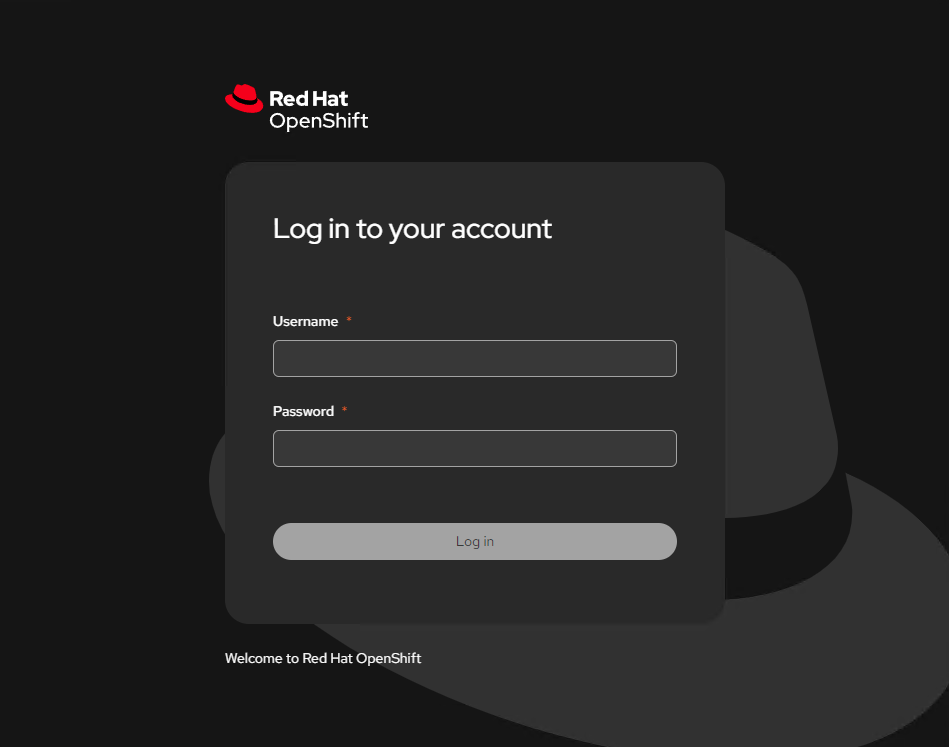 Red Hat
OpenShift
Log in to your account
Username *
Password *
Log in
Welcome to Red Hat OpenShift